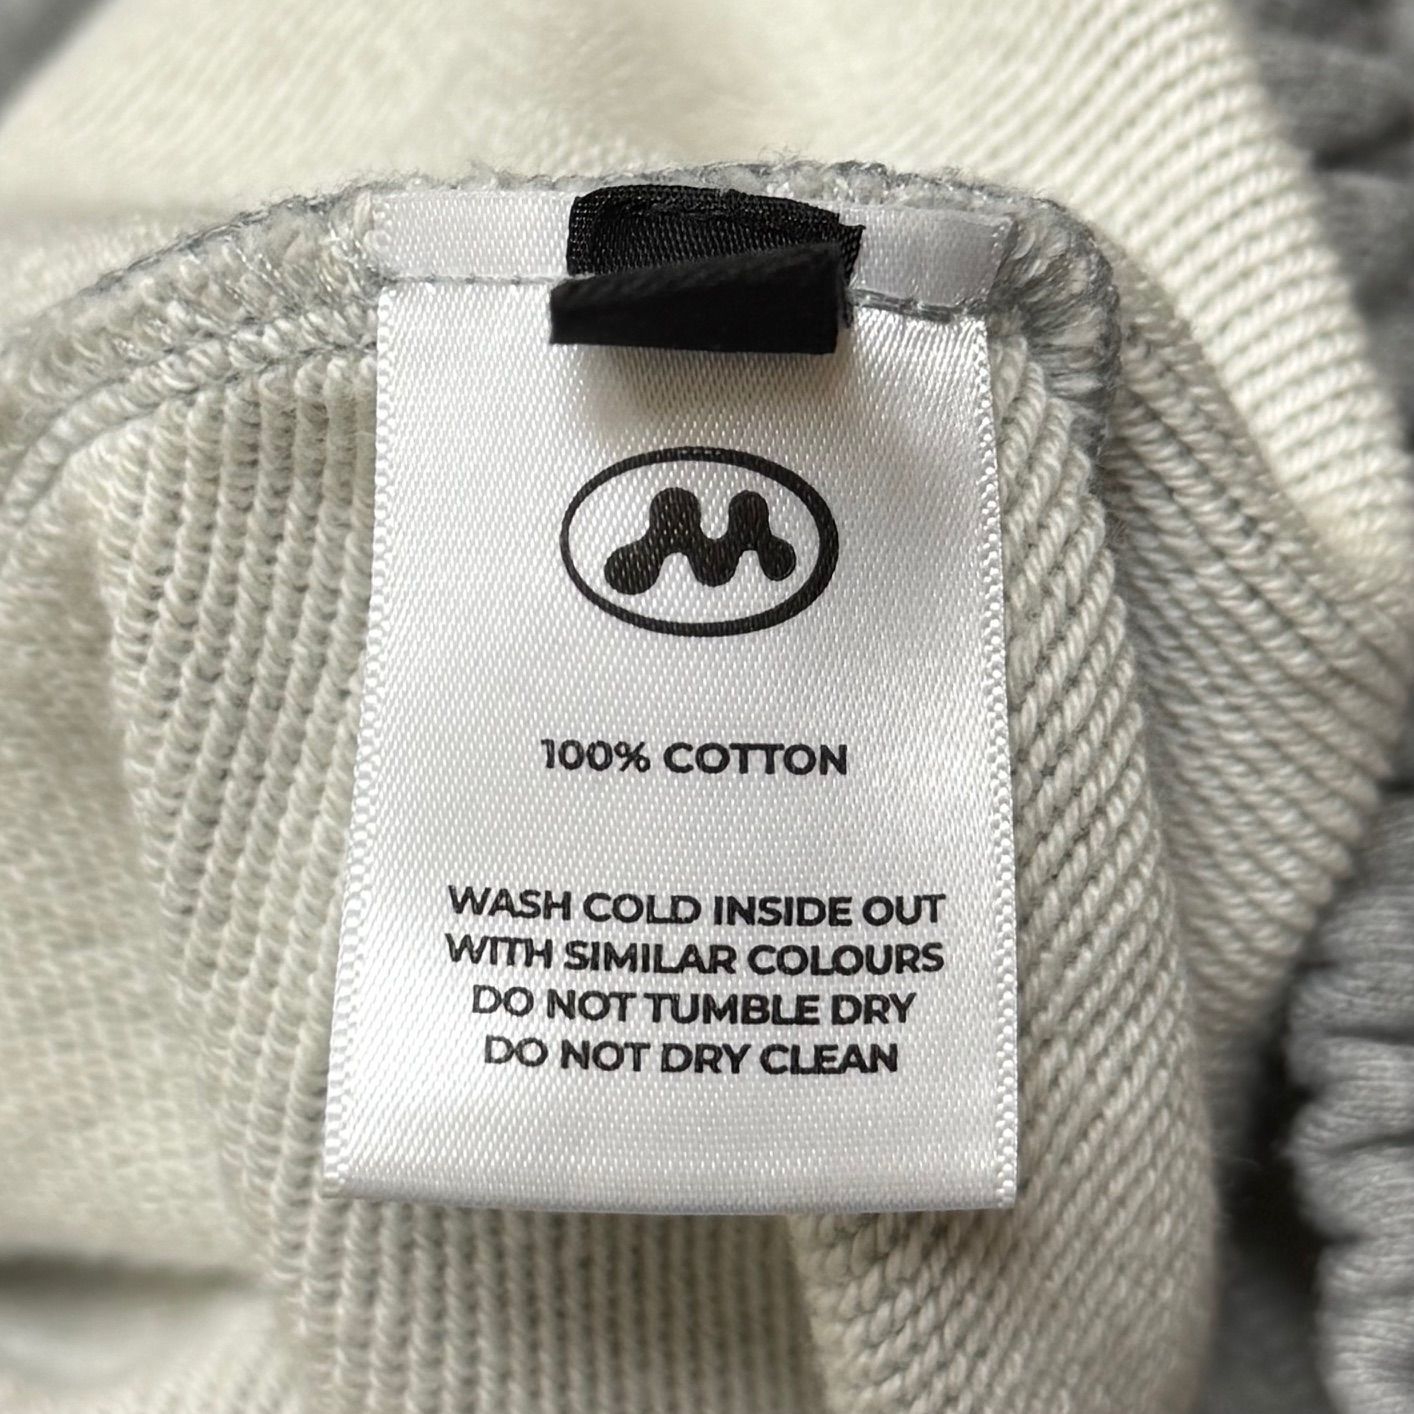 100% COTTON
WASH COLD INSIDE OUT
WITH SIMILAR COLOURS
DO NOT TUMBLE DRY
DO NOT DRY CLEAN